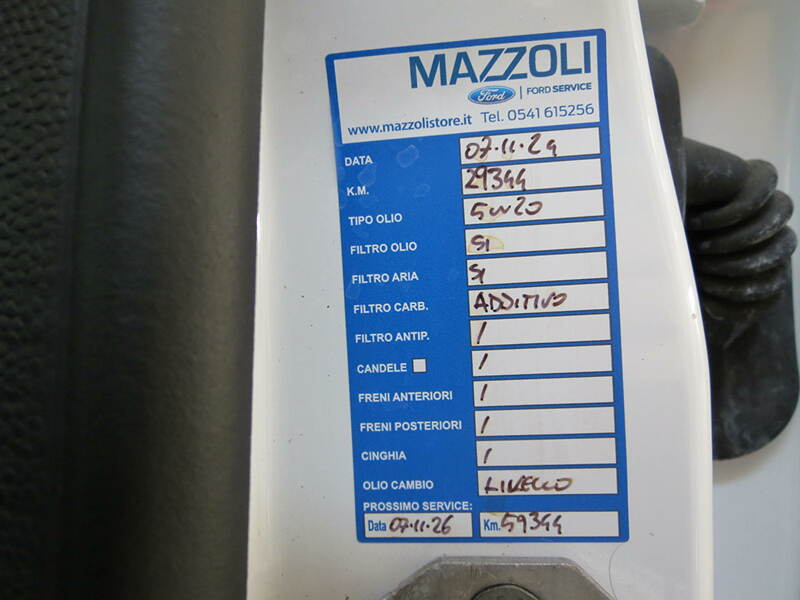 MAZZOLI
Ford | FORD SERVICE
www.mazzolistore.it Tel. 0541 615256
DATA 07.11.24
K.M. 29344
TIPO OLIO 5W20
FILTRO OLIO SI
FILTRO ARIA SI
FILTRO CARB. ADDITIVO
FILTRO ANTIP. /
CANDELE /
FRENI ANTERIORI /
FRENI POSTERIORI /
CINGHIA /
OLIO CAMBIO LIVELLO
PROSSIMO SERVICE:
Data 07.11.26 Km. 59344